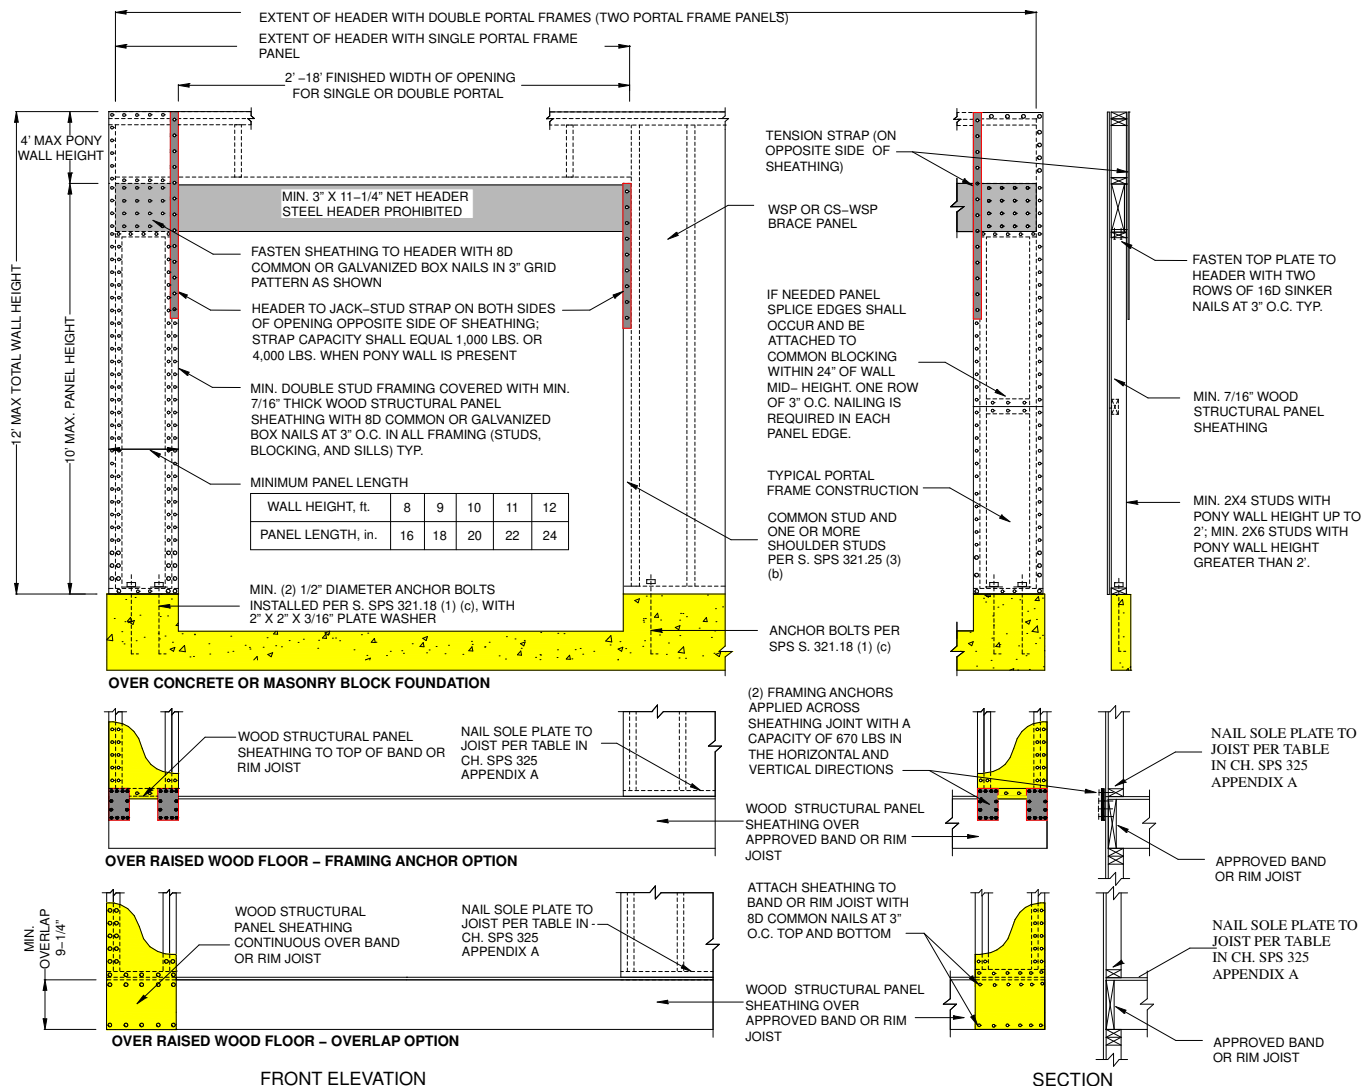 EXTENT OF HEADER WITH DOUBLE PORTAL FRAMES (TWO PORTAL FRAME PANELS)
EXTENT OF HEADER WITH SINGLE PORTAL FRAME
PANEL
2' –18' FINISHED WIDTH OF OPENING
FOR SINGLE OR DOUBLE PORTAL
4' MAX PONY
WALL HEIGHT
12' MAX TOTAL WALL HEIGHT
10' MAX. PANEL HEIGHT
MIN. 3” X 11–1/4” NET HEADER
STEEL HEADER PROHIBITED
FASTEN SHEATHING TO HEADER WITH 8D
COMMON OR GALVANIZED BOX NAILS IN 3” GRID
PATTERN AS SHOWN
HEADER TO JACK–STUD STRAP ON BOTH SIDES
OF OPENING OPPOSITE SIDE OF SHEATHING;
STRAP CAPACITY SHALL EQUAL 1,000 LBS. OR
4,000 LBS. WHEN PONY WALL IS PRESENT
MIN. DOUBLE STUD FRAMING COVERED WITH MIN.
7/16” THICK WOOD STRUCTURAL PANEL
SHEATHING WITH 8D COMMON OR GALVANIZED
BOX NAILS AT 3” O.C. IN ALL FRAMING (STUDS,
BLOCKING, AND SILLS) TYP.
MINIMUM PANEL LENGTH
WALL HEIGHT, ft. 8 9 10 11 12
PANEL LENGTH, in. 16 18 20 22 24
MIN. (2) 1/2” DIAMETER ANCHOR BOLTS
INSTALLED PER S. SPS 321.18 (1) (c), WITH
2” X 2” X 3/16” PLATE WASHER
OVER CONCRETE OR MASONRY BLOCK FOUNDATION
TENSION STRAP (ON
OPPOSITE SIDE OF
SHEATHING)
WSP OR CS–WSP
BRACE PANEL
IF NEEDED PANEL
SPLICE EDGES SHALL
OCCUR AND BE
ATTACHED TO
COMMON BLOCKING
WITHIN 24” OF WALL
MID– HEIGHT. ONE ROW
OF 3” O.C. NAILING IS
REQUIRED IN EACH
PANEL EDGE.
TYPICAL PORTAL
FRAME CONSTRUCTION
COMMON STUD AND
ONE OR MORE
SHOULDER STUDS
PER S. SPS 321.25 (3)
(b)
ANCHOR BOLTS PER
SPS S. 321.18 (1) (c)
FASTEN TOP PLATE TO
HEADER WITH TWO
ROWS OF 16D SINKER
NAILS AT 3” O.C. TYP.
MIN. 7/16” WOOD
STRUCTURAL PANEL
SHEATHING
MIN. 2X4 STUDS WITH
PONY WALL HEIGHT UP TO
2'; MIN. 2X6 STUDS WITH
PONY WALL HEIGHT
GREATER THAN 2'.
WOOD STRUCTURAL PANEL
SHEATHING TO TOP OF BAND OR
RIM JOIST
NAIL SOLE PLATE TO
JOIST PER TABLE IN
CH. SPS 325
APPENDIX A
(2) FRAMING ANCHORS
APPLIED ACROSS
SHEATHING JOINT WITH A
CAPACITY OF 670 LBS IN
THE HORIZONTAL AND
VERTICAL DIRECTIONS
WOOD STRUCTURAL PANEL
SHEATHING OVER
APPROVED BAND OR RIM
JOIST
NAIL SOLE PLATE TO
JOIST PER TABLE
IN CH. SPS 325
APPENDIX A
APPROVED BAND
OR RIM JOIST
OVER RAISED WOOD FLOOR – FRAMING ANCHOR OPTION
MIN.
OVERLAP
9–1/4”
WOOD STRUCTURAL
PANEL SHEATHING
CONTINUOUS OVER BAND
OR RIM JOIST
NAIL SOLE PLATE TO
JOIST PER TABLE IN
CH. SPS 325
APPENDIX A
ATTACH SHEATHING TO
BAND OR RIM JOIST WITH
8D COMMON NAILS AT 3”
O.C. TOP AND BOTTOM
WOOD STRUCTURAL PANEL
SHEATHING OVER
APPROVED BAND OR RIM
JOIST
NAIL SOLE PLATE TO
JOIST PER TABLE
IN CH. SPS 325
APPENDIX A
APPROVED BAND
OR RIM JOIST
OVER RAISED WOOD FLOOR – OVERLAP OPTION
FRONT ELEVATION
SECTION